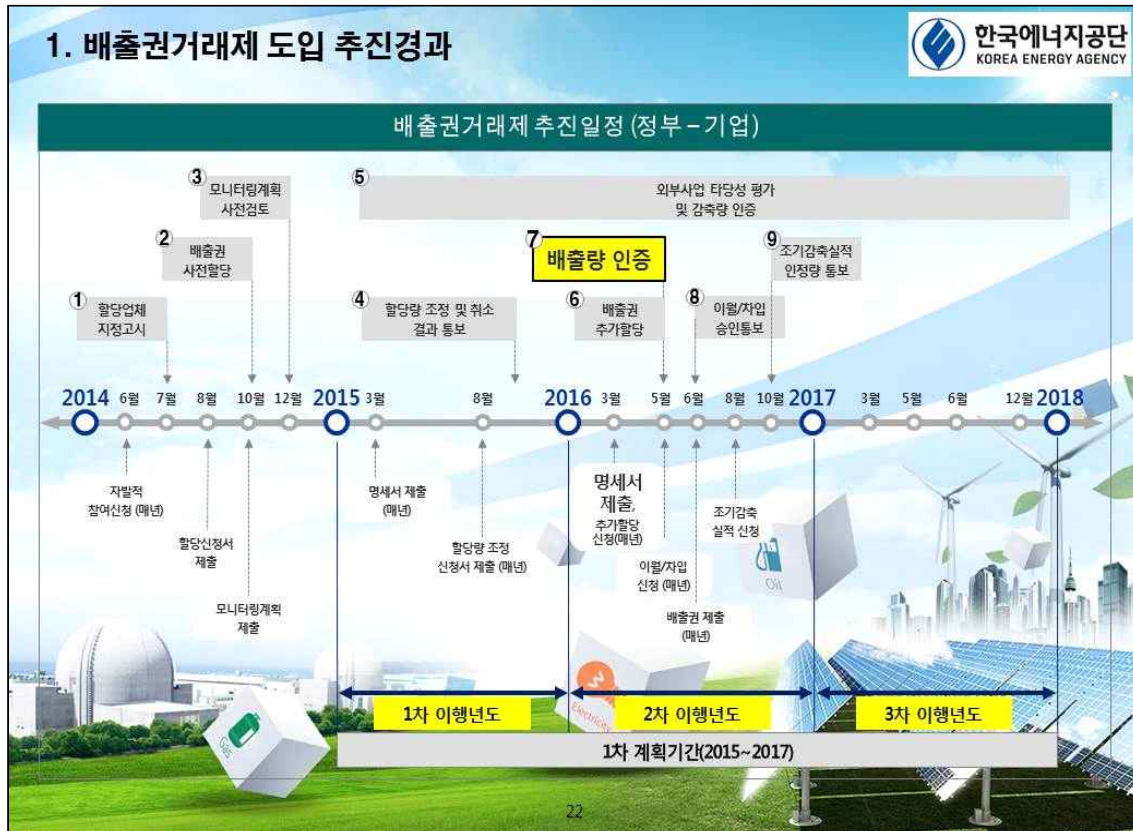 1. 배출권거래제 도입 추진경과
한국에너지공단
KOREA ENERGY AGENCY
배출권거래제 추진일정 (정부 – 기업)
3
모니터링계획
사전검토
5
외부사업 타당성 평가
및 감축량 인증
2
배출권
사전할당
7
배출량 인증
9
조기감축실적
인정량 통보
1
할당업체
지정고시
4
할당량 조정 및 취소
결과 통보
6
배출권
추가할당
8
이월/차입
승인통보
2014 6월 7월 8월 10월 12월 2015 3월 8월 2016 3월 5월 6월 8월 10월 2017 3월 5월 6월 12월 2018
자발적
참여신청 (매년)
할당신청서
제출
모니터링계획
제출
명세서 제출
(매년)
할당량 조정
신청서 제출 (매년)
명세서
제출,
추가할당
신청(매년)
이월/차입
신청 (매년)
배출권 제출
(매년)
조기감축
실적 신청
Oil
Gas
Electricity
1차 이행년도
2차 이행년도
3차 이행년도
1차 계획기간(2015~2017)
22